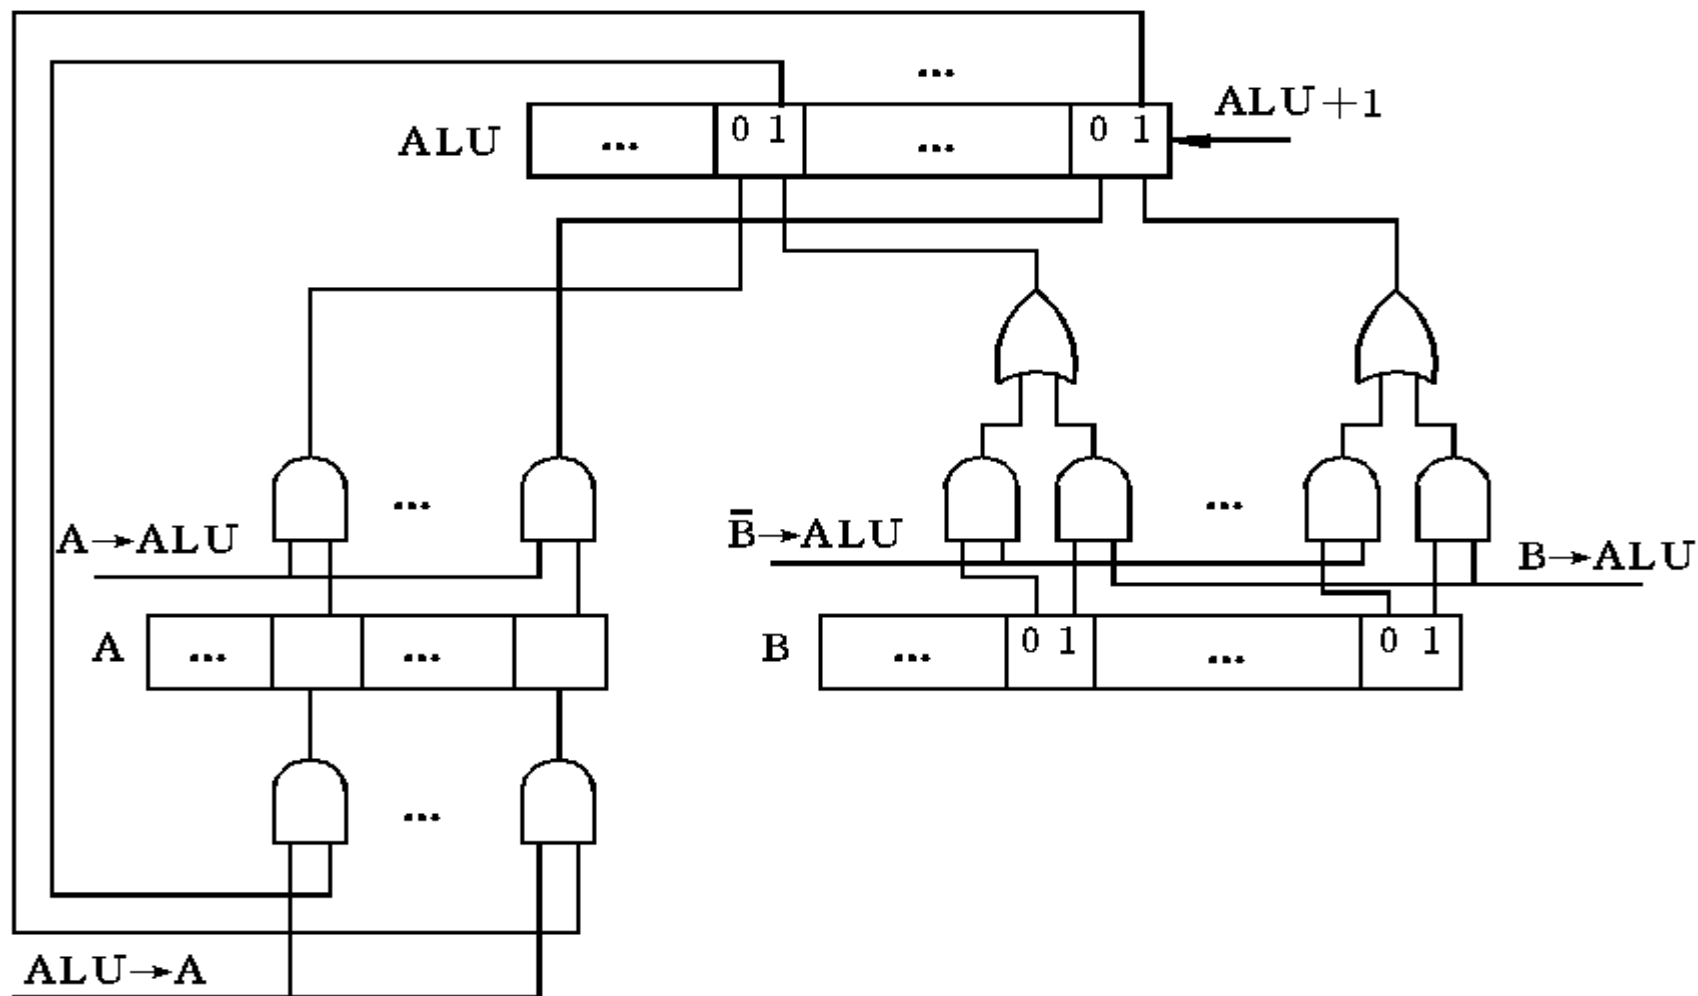 ...
ALU+1
ALU ... 0 1 ... 0 1
... ...
A→ALU B̄→ALU B→ALU
A ... ... B ... 0 1 ... 0 1
...
ALU→A